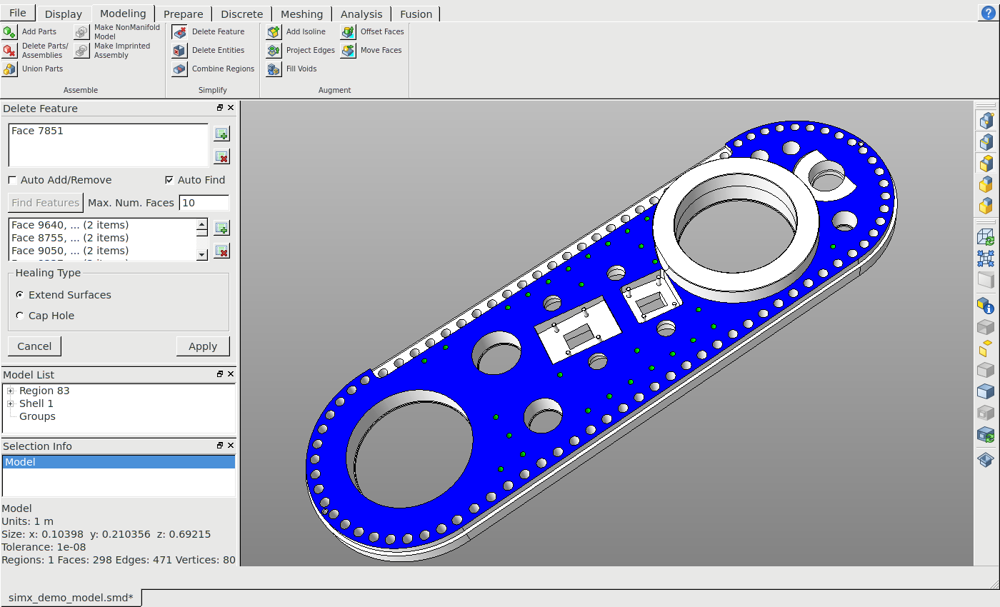 File Display Modeling Prepare Discrete Meshing Analysis Fusion
Add Parts
Delete Parts/
Assemblies
Union Parts
Make NonManifold
Model
Make Imprinted
Assembly
Assemble
Delete Feature
Delete Entities
Combine Regions
Simplify
Add Isoline
Project Edges
Fill Voids
Offset Faces
Move Faces
Augment
Delete Feature
Face 7851
Auto Add/Remove Auto Find
Find Features Max. Num. Faces 10
Face 9640, ... (2 items)
Face 8755, ... (2 items)
Face 9050, ... (2 items)
Healing Type
Extend Surfaces
Cap Hole
Cancel Apply
Model List
Region 83
Shell 1
Groups
Selection Info
Model
Model
Units: 1 m
Size: x: 0.10398 y: 0.210356 z: 0.69215
Tolerance: 1e-08
Regions: 1 Faces: 298 Edges: 471 Vertices: 80
simx_demo_model.smd*